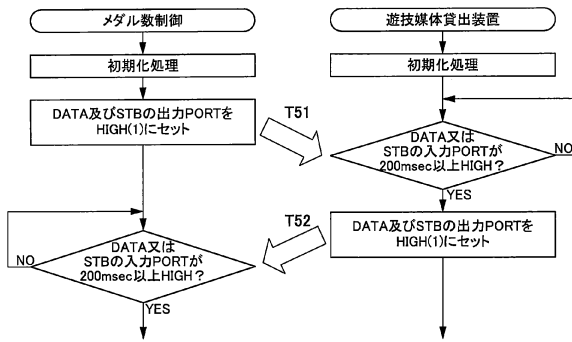 メダル数制御
初期化処理
DATA及びSTBの出力PORTを
HIGH(1)にセット
T51
遊技媒体貸出装置
初期化処理
DATA又は
STBの入力PORTが
200msec以上HIGH?
NO
YES
T52
DATA及びSTBの出力PORTを
HIGH(1)にセット
DATA又は
STBの入力PORTが
200msec以上HIGH?
NO
YES